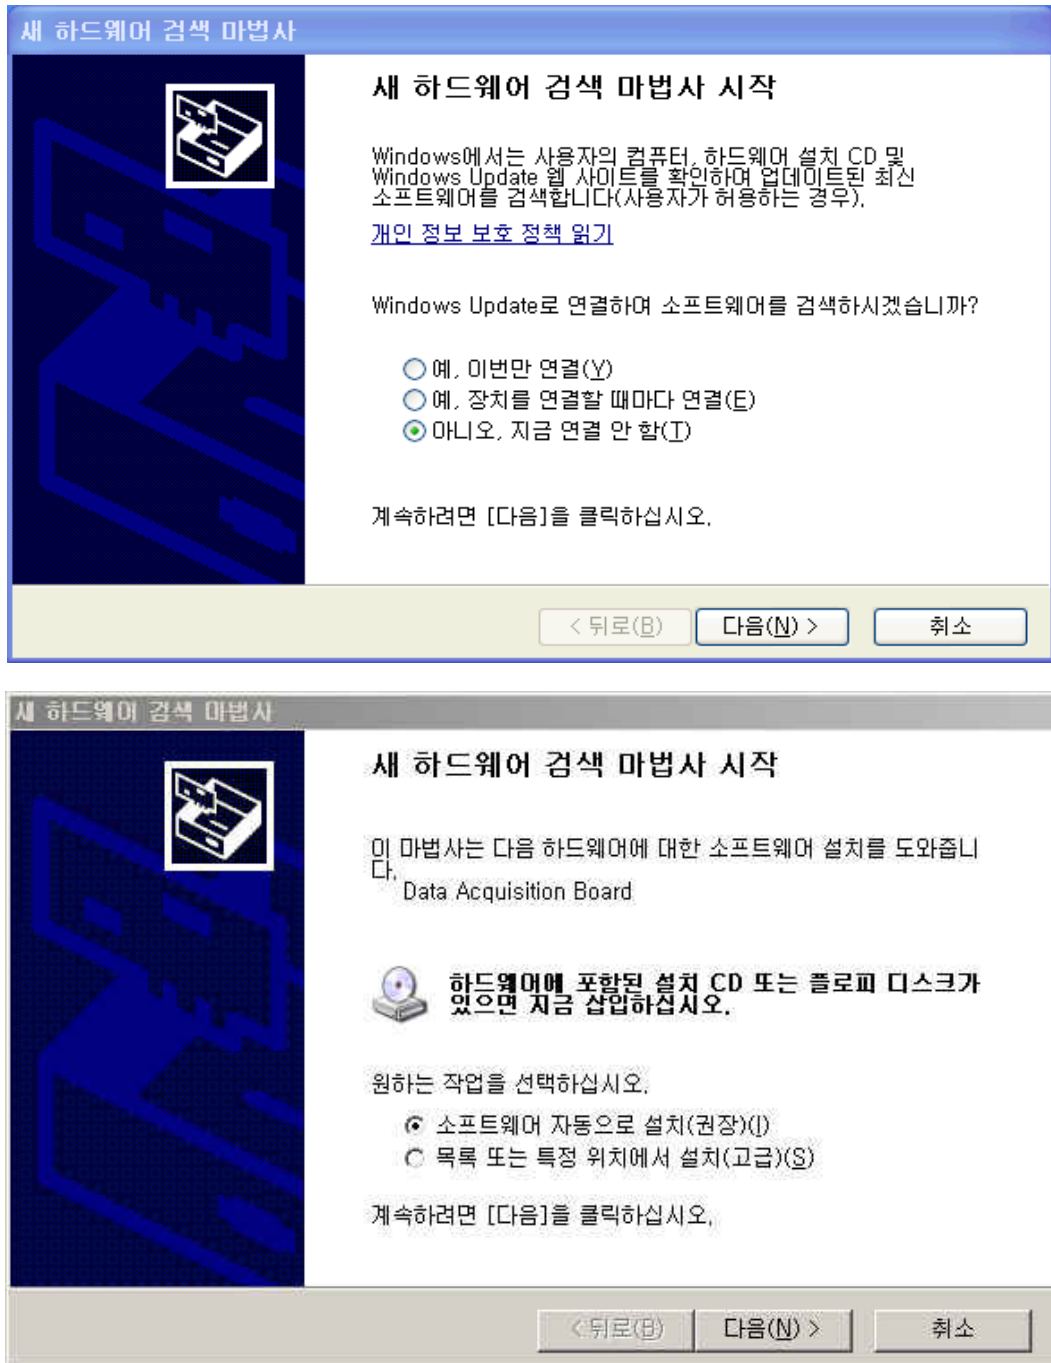 새 하드웨어 검색 마법사
새 하드웨어 검색 마법사 시작
Windows에서는 사용자의 컴퓨터, 하드웨어 설치 CD 및
Windows Update 웹 사이트를 확인하여 업데이트된 최신
소프트웨어를 검색합니다(사용자가 허용하는 경우).
개인 정보 보호 정책 읽기
Windows Update로 연결하여 소프트웨어를 검색하시겠습니까?
예, 이번만 연결(Y)
예, 장치를 연결할 때마다 연결(E)
아니오, 지금 연결 안 함(T)
계속하려면 [다음]을 클릭하십시오.
< 뒤로(B) 다음(N) > 취소
새 하드웨어 검색 마법사
새 하드웨어 검색 마법사 시작
이 마법사는 다음 하드웨어에 대한 소프트웨어 설치를 도와줍니
다.
Data Acquisition Board
하드웨어에 포함된 설치 CD 또는 플로피 디스크가
있으면 지금 삽입하십시오.
원하는 작업을 선택하십시오.
소프트웨어 자동으로 설치(권장)(I)
목록 또는 특정 위치에서 설치(고급)(S)
계속하려면 [다음]을 클릭하십시오.
< 뒤로(B) 다음(N) > 취소